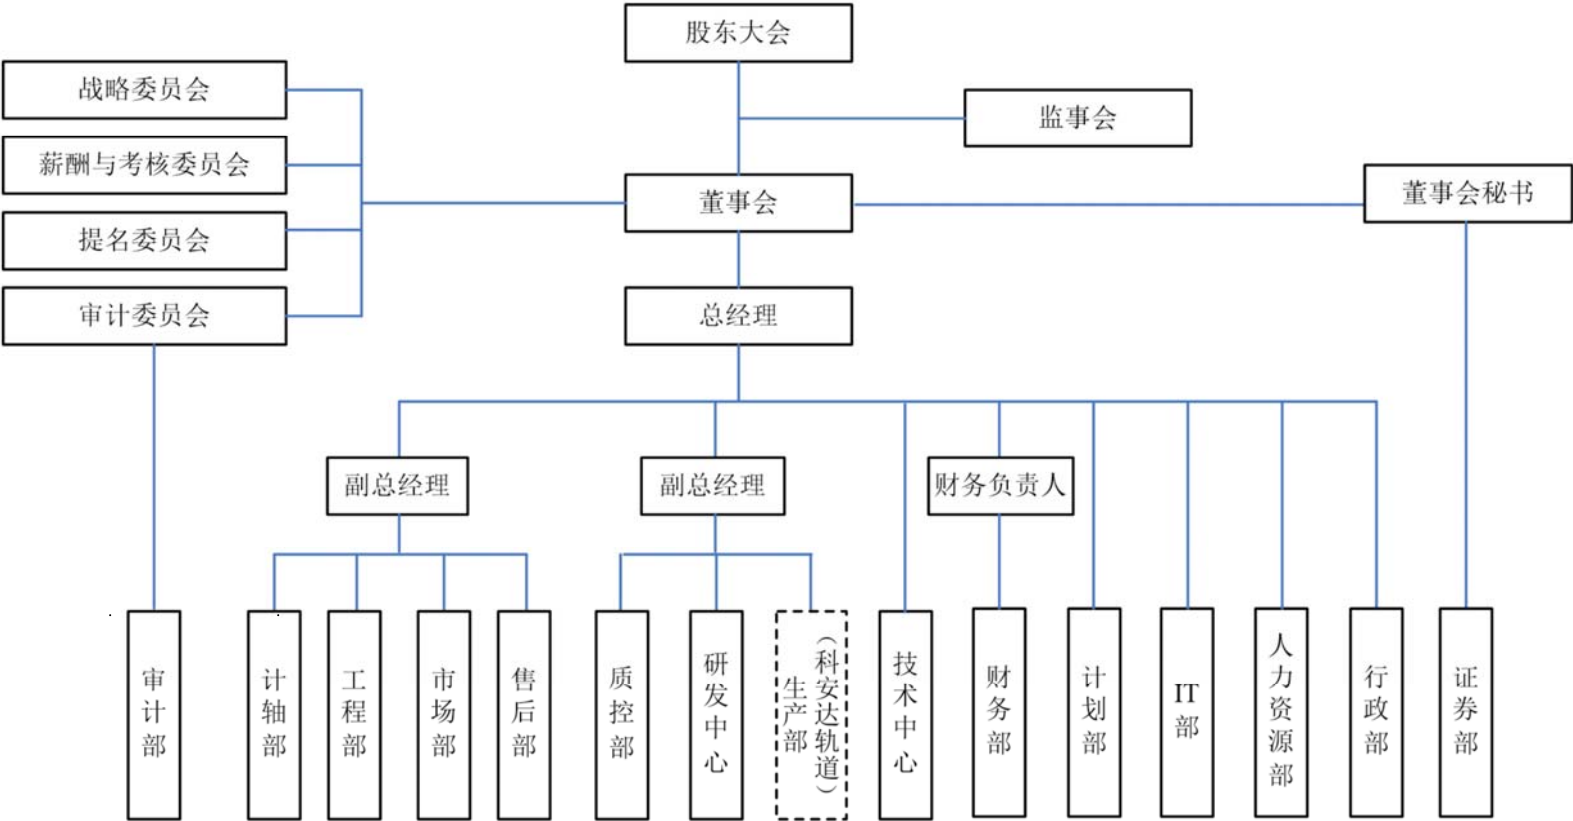 股东大会
战略委员会
监事会
薪酬与考核委员会
董事会
董事会秘书
提名委员会
审计委员会
总经理
副总经理
副总经理
财务负责人
审计部
计轴部
工程部
市场部
售后部
质控部
研发中心
生产部
（科安达轨道）
技术中心
财务部
计划部
IT部
人力资源部
行政部
证券部